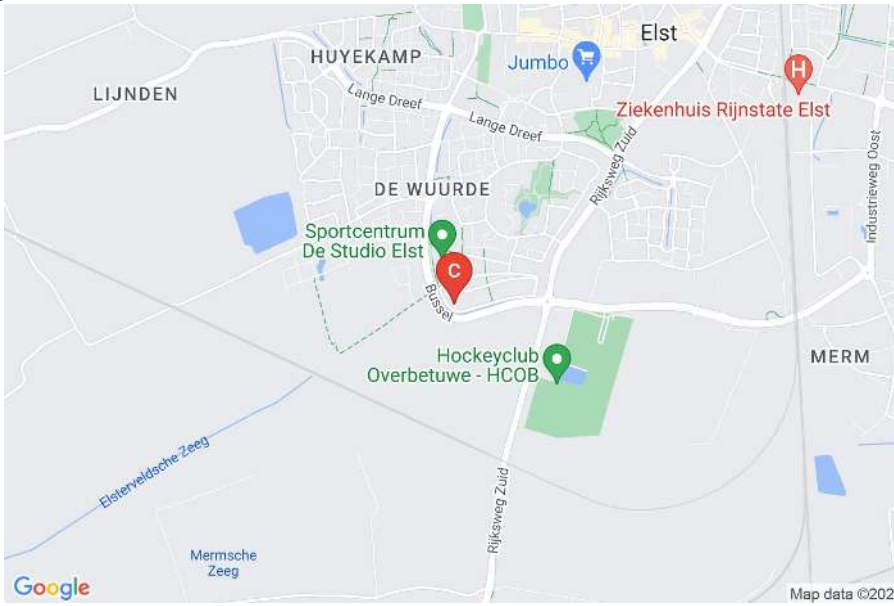 Elst
HUYEKAMP
Jumbo
H
LIJNDEN
Lange Dreef
Ziekenhuis Rijnstate Elst
Lange Dreef
Rijksweg Zuid
DE WUURDE
Industrieweg Oost
Sportcentrum
De Studio Elst
C
Bussel
Hockeyclub
Overbetuwe - HCOB
MERM
Elsterveldsche Zeeg
Rijksweg Zuid
Mermsche
Zeeg
Google
Map data ©202